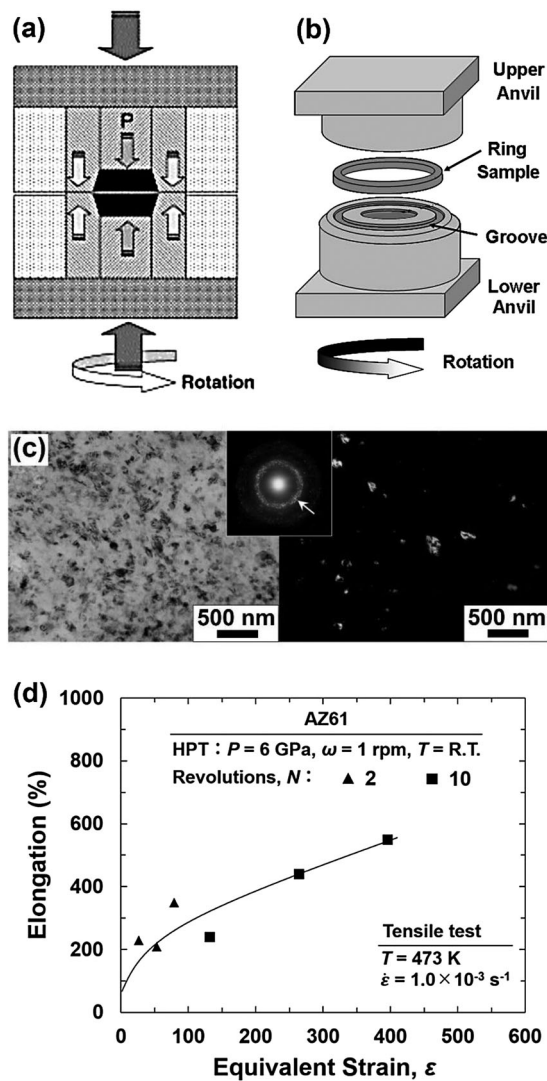 (a)
P
Rotation
(b)
Upper
Anvil
Ring
Sample
Groove
Lower
Anvil
Rotation
(c)
500 nm
500 nm
(d)
1000
800
600
400
200
0
0
100
200
300
400
500
600
Elongation (%)
Equivalent Strain, ε
AZ61
HPT : P = 6 GPa, ω = 1 rpm, T = R.T.
Revolutions, N : ▲ 2 ■ 10
Tensile test
T = 473 K
ε̇ = 1.0×10⁻³ s⁻¹